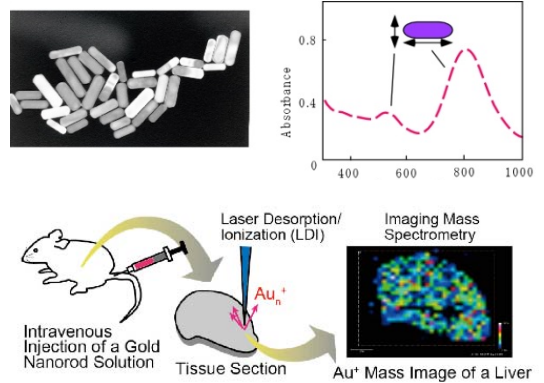 0.8
0.4
0
Absorbance
400
600
800
1000
Laser Desorption/
Ionization (LDI)
Imaging Mass
Spectrometry
Auₙ⁺
Intravenous
Injection of a Gold
Nanorod Solution
Tissue Section
Au⁺ Mass Image of a Liver